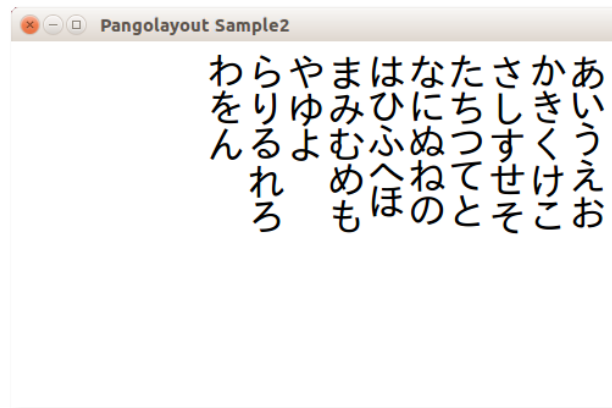 Pangolayout Sample2
あいうえお
かきくけこ
さしすせそ
たちつてと
なにぬねの
はひふへほ
まみむめも
やゆよ
らりるれろ
わをん